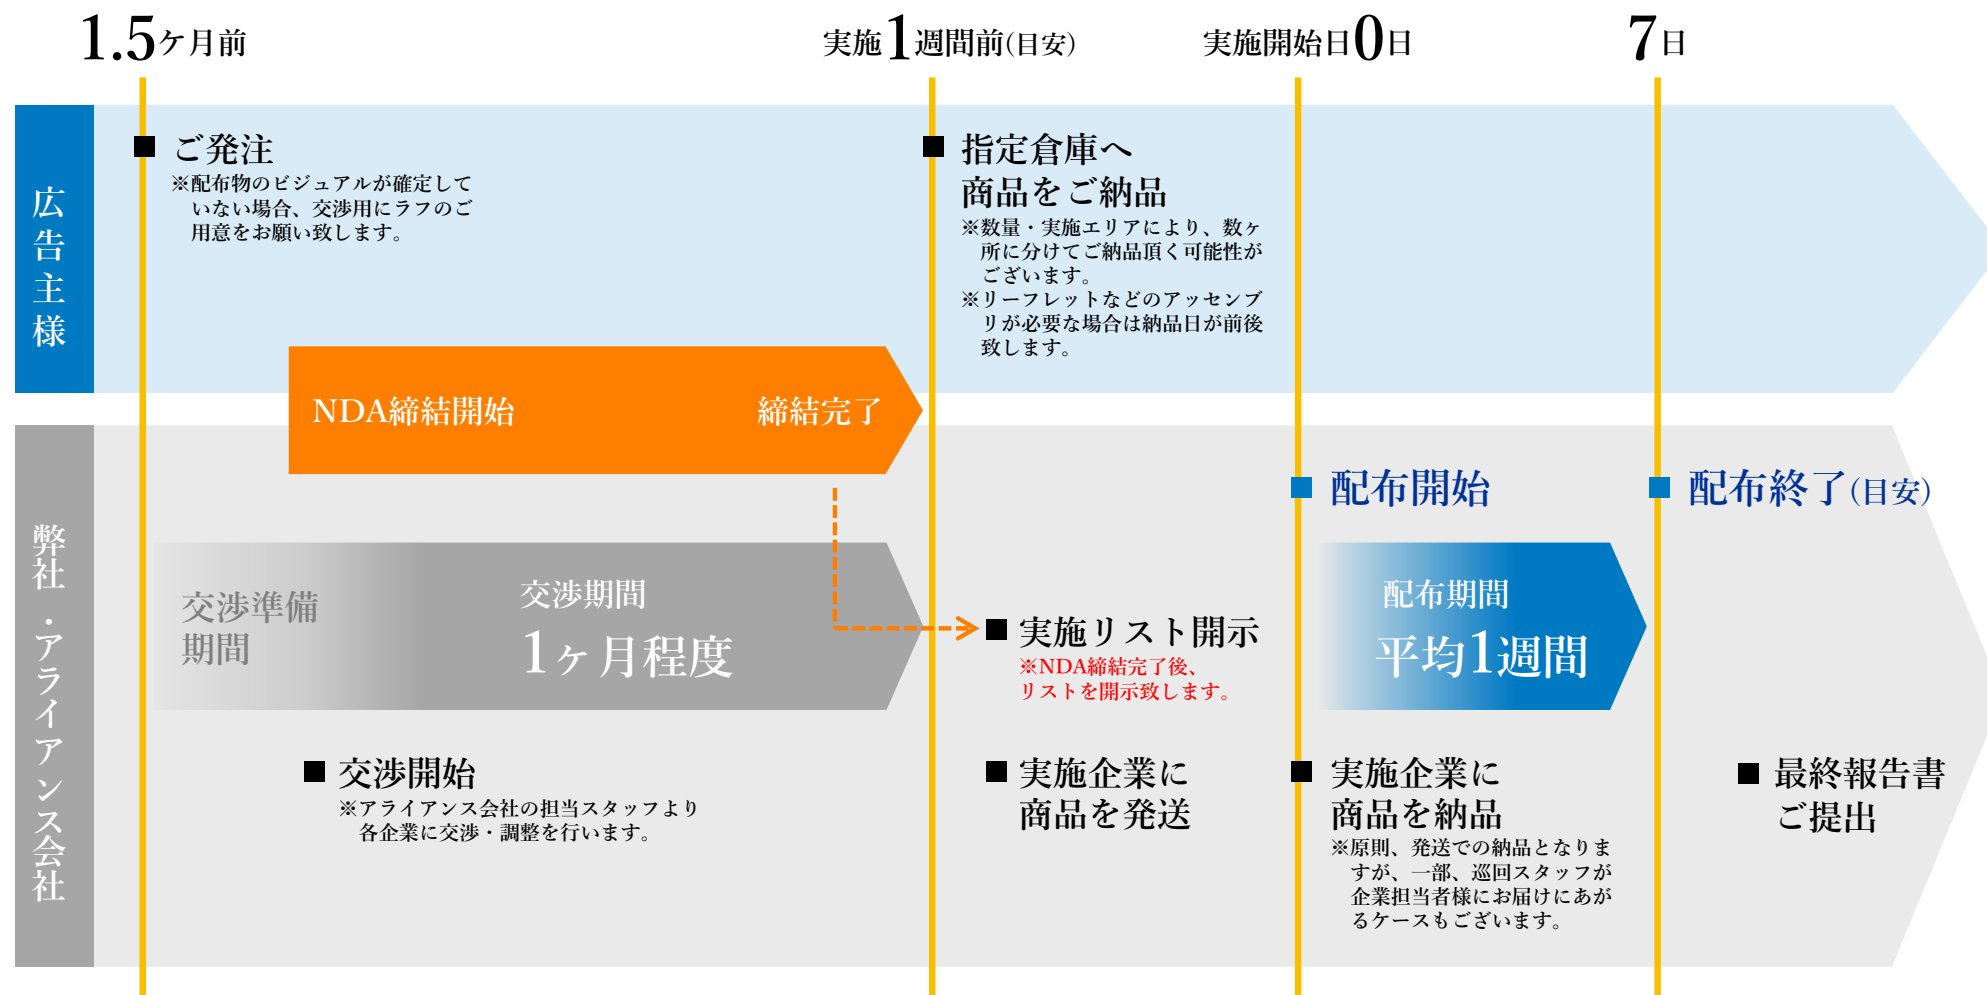 1.5ケ月前
実施1週間前(目安)
実施開始日0日
7日
広告主様
■ ご発注
※配布物のビジュアルが確定して
いない場合、交渉用にラフのご
用意をお願い致します。
■ 指定倉庫へ
商品をご納品
※数量・実施エリアにより、数ヶ
所に分けてご納品頂く可能性が
ございます。
※リーフレットなどのアッセンブ
リが必要な場合は納品日が前後
致します。
NDA締結開始
締結完了
弊社・アライアンス会社
■ 配布開始
■ 配布終了(目安)
交渉準備
期間
交渉期間
1ヶ月程度
■ 実施リスト開示
※NDA締結完了後、
リストを開示致します。
配布期間
平均1週間
■ 交渉開始
※アライアンス会社の担当スタッフより
各企業に交渉・調整を行います。
■ 実施企業に
商品を発送
■ 実施企業に
商品を納品
※原則、発送での納品となりま
すが、一部、巡回スタッフが
企業担当者様にお届けにあが
るケースもございます。
■ 最終報告書
ご提出